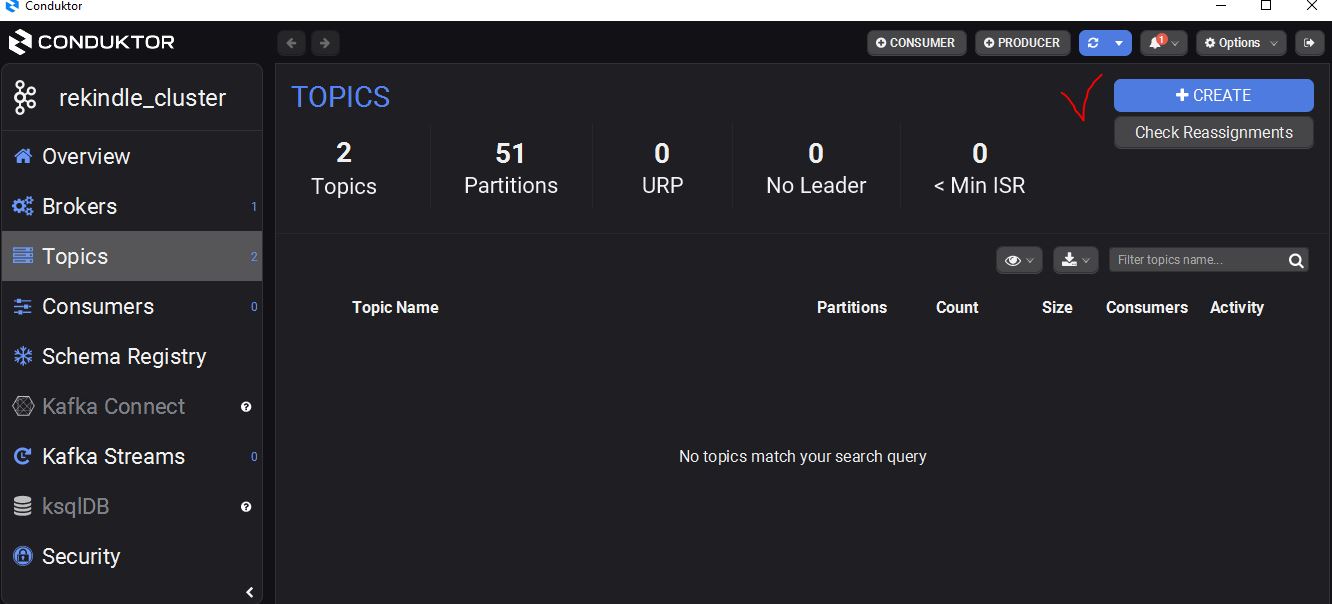 Conduktor
CONDUKTOR
CONSUMER
PRODUCER
1
Options
rekindle_cluster
Overview
Brokers 1
Topics 2
Consumers 0
Schema Registry
Kafka Connect ?
Kafka Streams 0
ksqlDB ?
Security
TOPICS
+ CREATE
Check Reassignments
2 51 0 0 0
Topics Partitions URP No Leader < Min ISR
Filter topics name...
Topic Name Partitions Count Size Consumers Activity
No topics match your search query